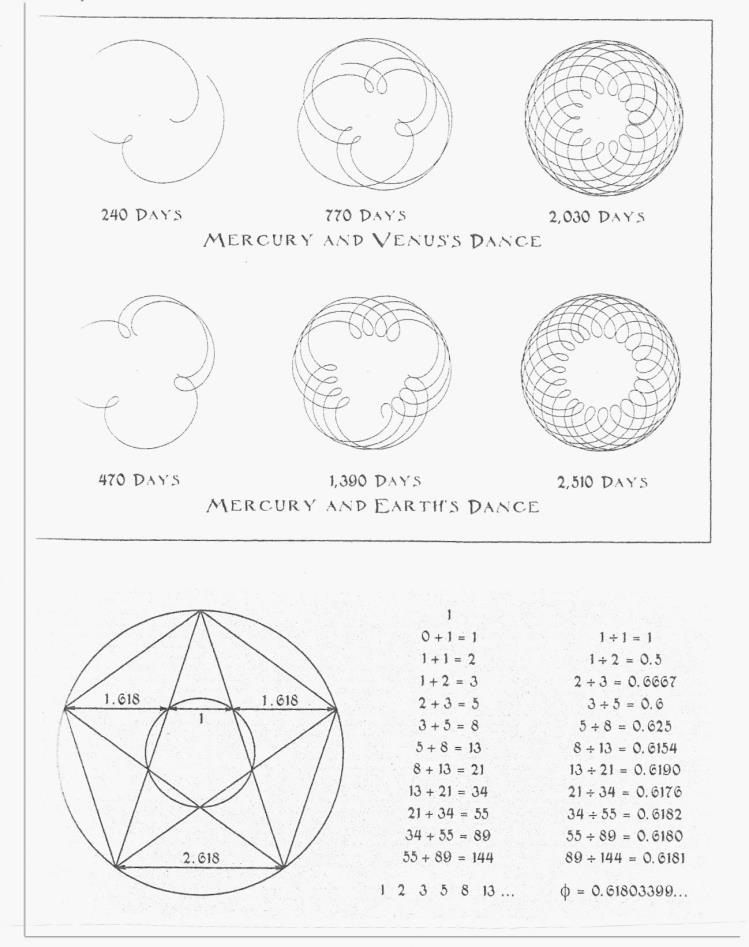 240 DAYS 770 DAYS 2,030 DAYS
MERCURY AND VENUS'S DANCE
470 DAYS 1,390 DAYS 2,510 DAYS
MERCURY AND EARTH'S DANCE
1.618 1 1.618
2.618
1
0 + 1 = 1
1 + 1 = 2
1 + 2 = 3
2 + 3 = 5
3 + 5 = 8
5 + 8 = 13
8 + 13 = 21
13 + 21 = 34
21 + 34 = 55
34 + 55 = 89
55 + 89 = 144
1 2 3 5 8 13 ...
1 ÷ 1 = 1
1 ÷ 2 = 0.5
2 ÷ 3 = 0.6667
3 ÷ 5 = 0.6
5 ÷ 8 = 0.625
8 ÷ 13 = 0.6154
13 ÷ 21 = 0.6190
21 ÷ 34 = 0.6176
34 ÷ 55 = 0.6182
55 ÷ 89 = 0.6180
89 ÷ 144 = 0.6181
ϕ = 0.61803399...